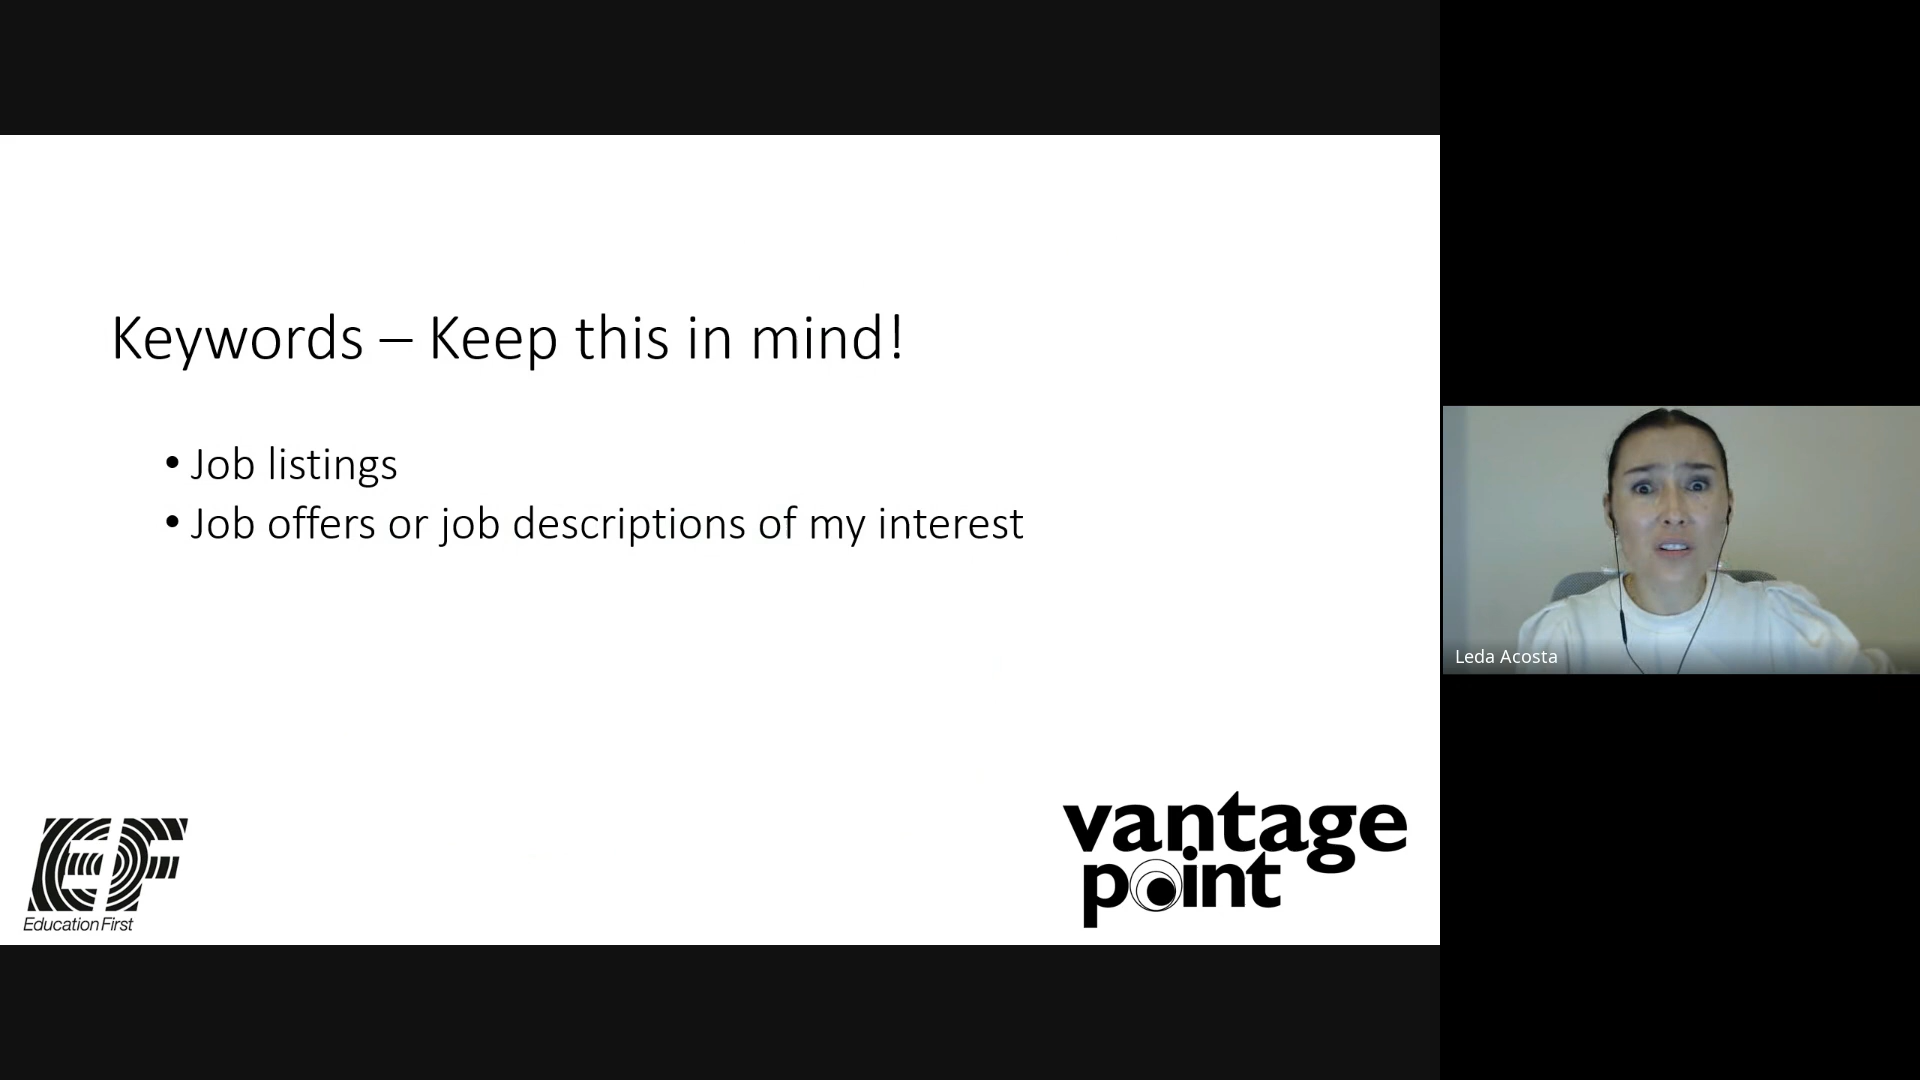 Keywords – Keep this in mind!
• Job listings
• Job offers or job descriptions of my interest
EF
Education First
vantage
point
Leda Acosta